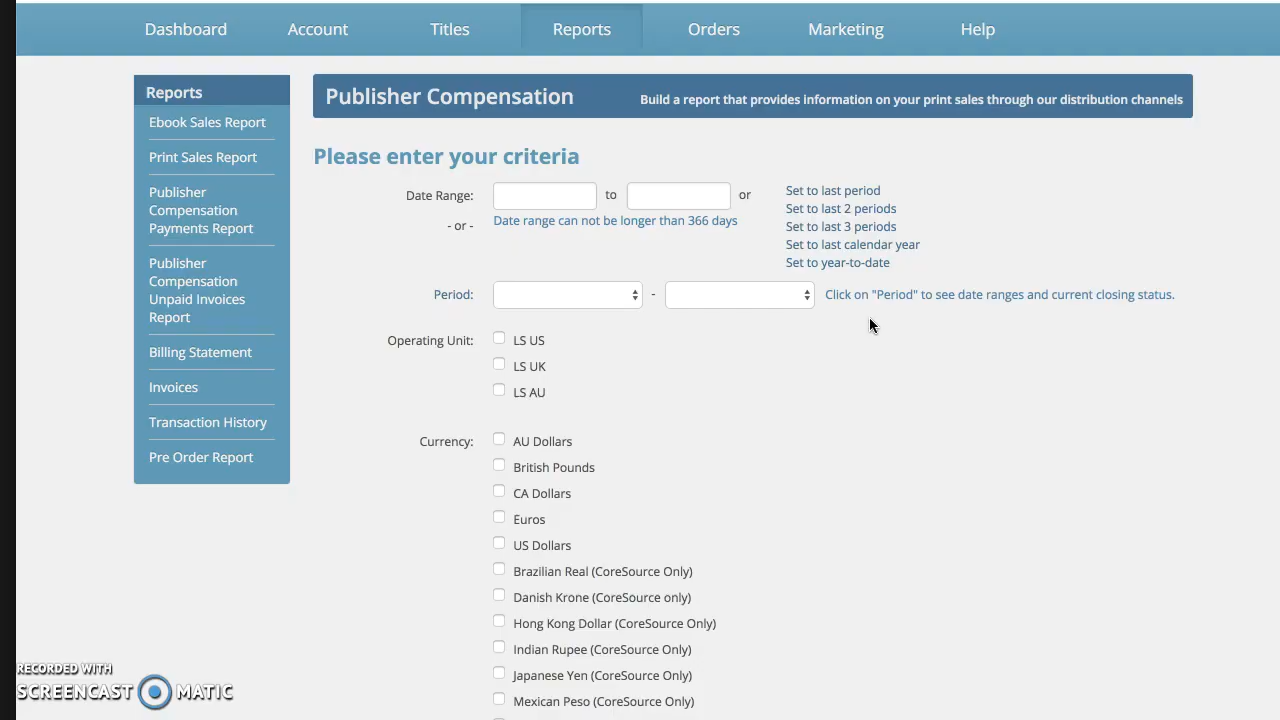 Dashboard Account Titles Reports Orders Marketing Help
Reports
Ebook Sales Report
Print Sales Report
Publisher
Compensation
Payments Report
Publisher
Compensation
Unpaid Invoices
Report
Billing Statement
Invoices
Transaction History
Pre Order Report
Publisher Compensation Build a report that provides information on your print sales through our distribution channels
Please enter your criteria
Date Range: to or
- or - Date range can not be longer than 366 days
Set to last period
Set to last 2 periods
Set to last 3 periods
Set to last calendar year
Set to year-to-date
Period: - Click on "Period" to see date ranges and current closing status.
Operating Unit: LS US
LS UK
LS AU
Currency: AU Dollars
British Pounds
CA Dollars
Euros
US Dollars
Brazilian Real (CoreSource Only)
Danish Krone (CoreSource only)
Hong Kong Dollar (CoreSource Only)
Indian Rupee (CoreSource Only)
Japanese Yen (CoreSource Only)
Mexican Peso (CoreSource Only)
RECORDED WITH
SCREENCAST MATIC